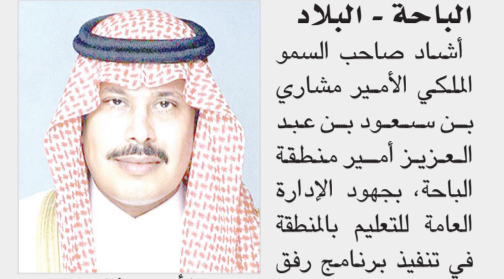 الباحة - البلاد
أشاد صاحب السمو
الملكي الأمير مشاري
بن سعود بن عبد
العزيز أمير منطقة
الباحة، بجهود الإدارة
العامة للتعليم بالمنطقة
في تنفيذ برنامج رفق